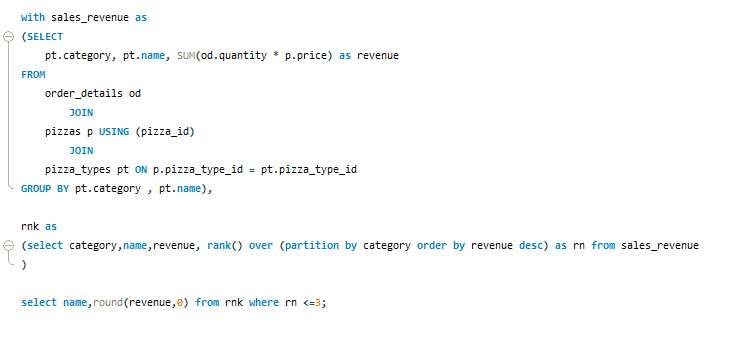 with sales_revenue as
(SELECT
pt.category, pt.name, SUM(od.quantity * p.price) as revenue
FROM
order_details od
JOIN
pizzas p USING (pizza_id)
JOIN
pizza_types pt ON p.pizza_type_id = pt.pizza_type_id
GROUP BY pt.category , pt.name),
rnk as
(select category,name,revenue, rank() over (partition by category order by revenue desc) as rn from sales_revenue
)
select name,round(revenue,0) from rnk where rn <=3;